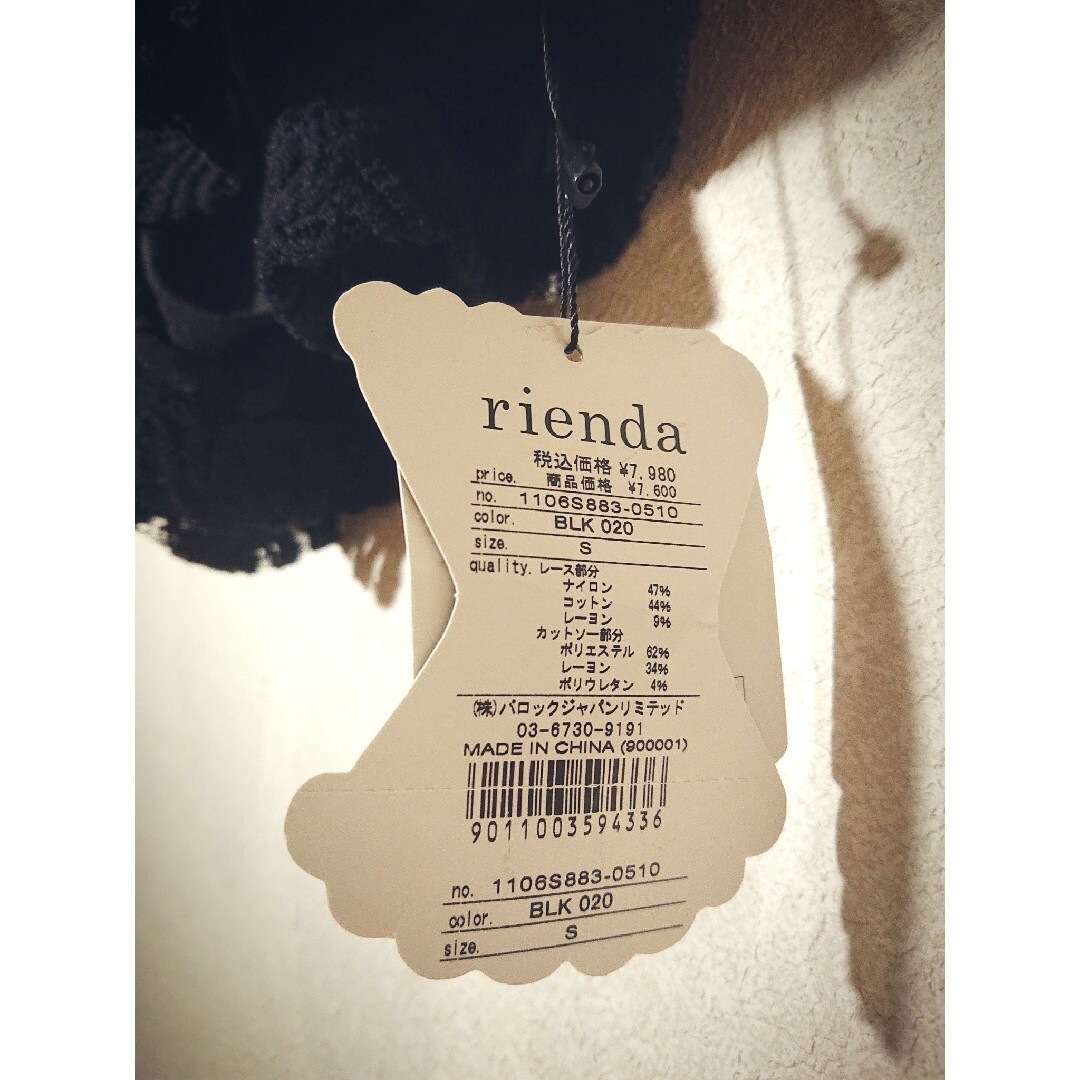 rienda
税込価格 ¥7,980
price. 商品価格 ¥7,600
no. 1106S883-0510
color. BLK 020
size. S
quality. レース部分
ナイロン 47%
コットン 44%
レーヨン 9%
カットソー部分
ポリエステル 62%
レーヨン 34%
ポリウレタン 4%
(株)バロックジャパンリミテッド
03-6730-9191
MADE IN CHINA (900001)
9011003594336
no. 1106S883-0510
color. BLK 020
size. S